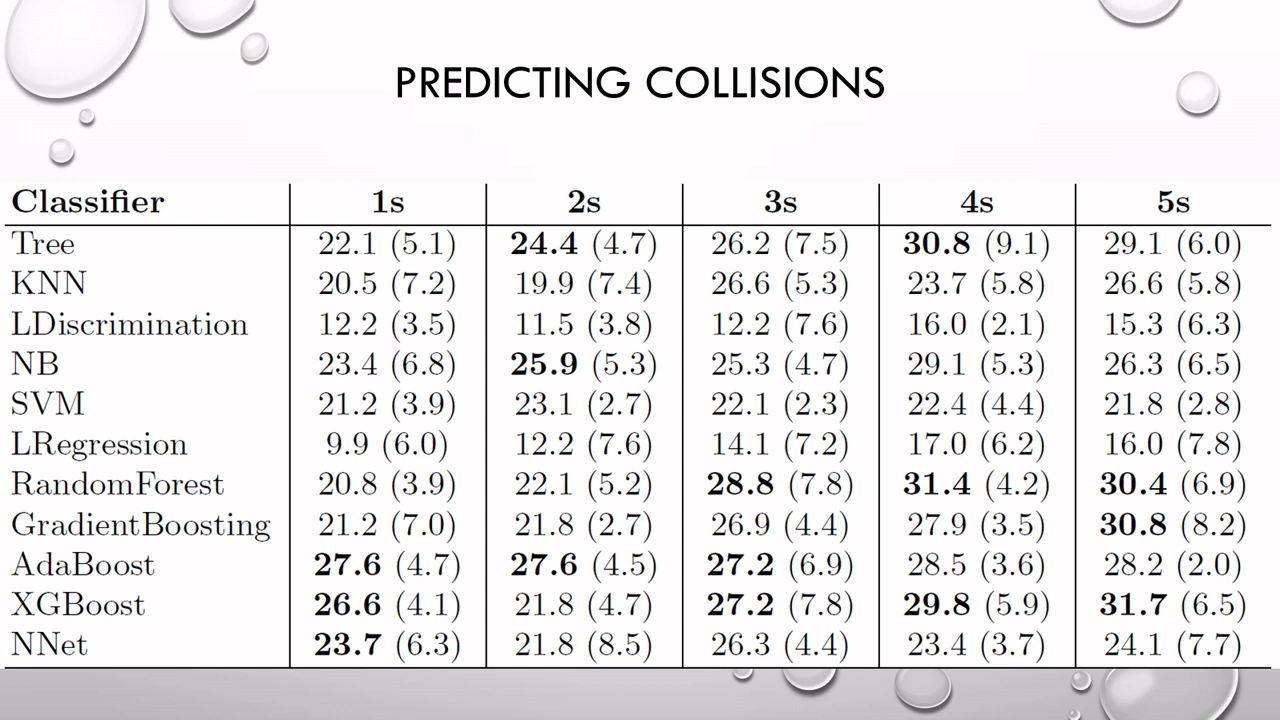 PREDICTING COLLISIONS
Classifier 1s 2s 3s 4s 5s
Tree 22.1 (5.1) 24.4 (4.7) 26.2 (7.5) 30.8 (9.1) 29.1 (6.0)
KNN 20.5 (7.2) 19.9 (7.4) 26.6 (5.3) 23.7 (5.8) 26.6 (5.8)
LDiscrimination 12.2 (3.5) 11.5 (3.8) 12.2 (7.6) 16.0 (2.1) 15.3 (6.3)
NB 23.4 (6.8) 25.9 (5.3) 25.3 (4.7) 29.1 (5.3) 26.3 (6.5)
SVM 21.2 (3.9) 23.1 (2.7) 22.1 (2.3) 22.4 (4.4) 21.8 (2.8)
LRegression 9.9 (6.0) 12.2 (7.6) 14.1 (7.2) 17.0 (6.2) 16.0 (7.8)
RandomForest 20.8 (3.9) 22.1 (5.2) 28.8 (7.8) 31.4 (4.2) 30.4 (6.9)
GradientBoosting 21.2 (7.0) 21.8 (2.7) 26.9 (4.4) 27.9 (3.5) 30.8 (8.2)
AdaBoost 27.6 (4.7) 27.6 (4.5) 27.2 (6.9) 28.5 (3.6) 28.2 (2.0)
XGBoost 26.6 (4.1) 21.8 (4.7) 27.2 (7.8) 29.8 (5.9) 31.7 (6.5)
NNet 23.7 (6.3) 21.8 (8.5) 26.3 (4.4) 23.4 (3.7) 24.1 (7.7)